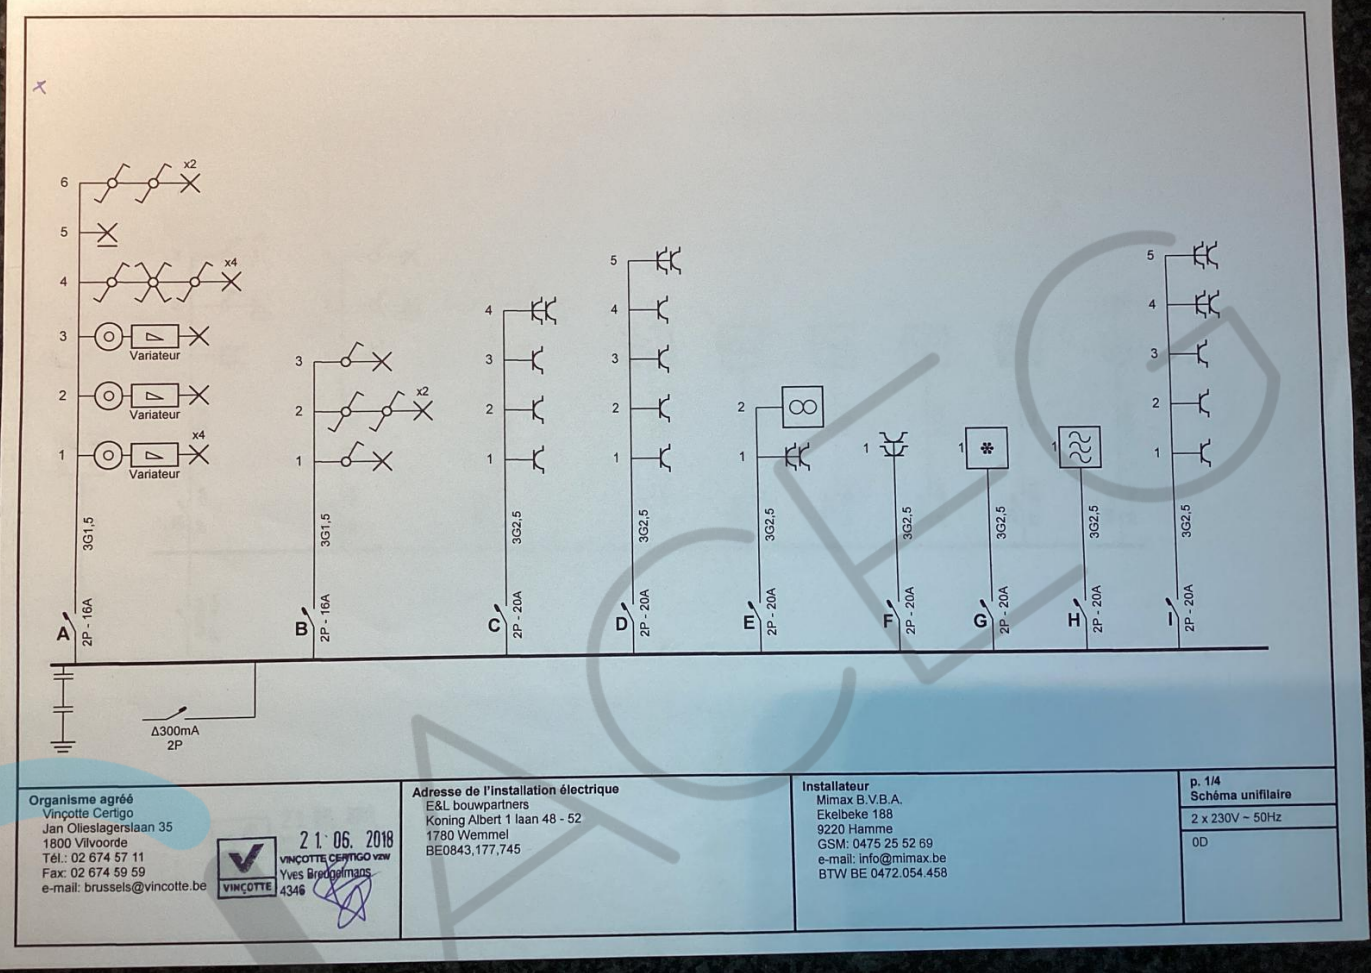 x2
6
5
x4
4
3
Variateur
2
Variateur
x4
1
Variateur
3G1,5
A
2P - 16A
3
x2
2
1
3G1,5
B
2P - 16A
4
3
2
1
C
2P - 20A
5
4
3
2
1
3G2,5
D
2P - 20A
2
1
3G2,5
E
2P - 20A
1
3G2,5
F
2P - 20A
1
3G2,5
G
2P - 20A
1
3G2,5
H
2P - 20A
5
4
3
2
1
3G2,5
I
2P - 20A
Δ300mA
2P
ACEG
Organisme agréé
Vinçotte Certigo
Jan Olieslagerslaan 35
1800 Vilvoorde
Tél.: 02 674 57 11
Fax: 02 674 59 59
e-mail: brussels@vincotte.be
VINÇOTTE
21. 06. 2018
VINÇOTTE CERTIGO VZW
Yves Bredgelmans
4346
Adresse de l'installation électrique
E&L bouwpartners
Koning Albert 1 laan 48 - 52
1780 Wemmel
BE0843,177,745
Installateur
Mimax B.V.B.A.
Ekelbeke 188
9220 Hamme
GSM: 0475 25 52 69
e-mail: info@mimax.be
BTW BE 0472.054.458
p. 1/4
Schéma unifilaire
2 x 230V ~ 50Hz
0D